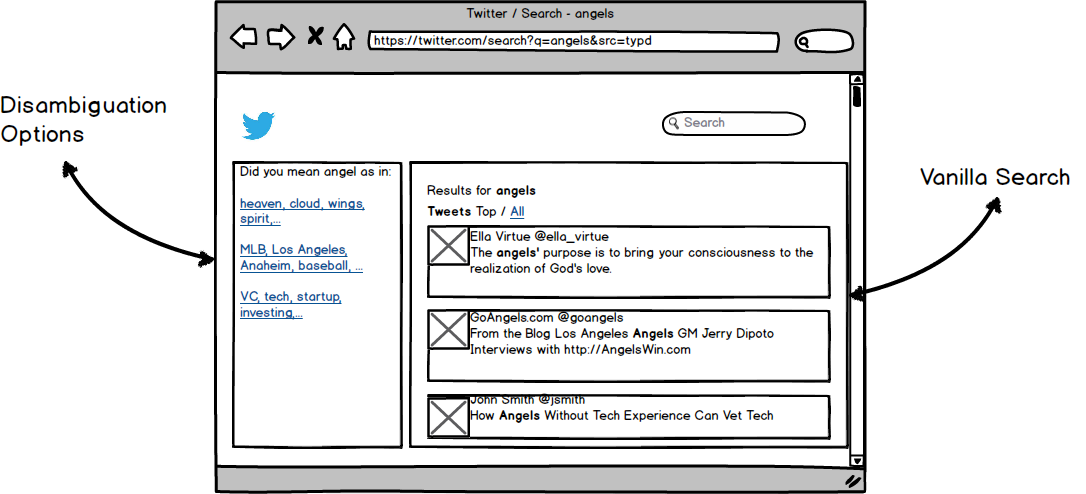 Twitter / Search - angels
https://twitter.com/search?q=angels&src=typd
Disambiguation
Options
Search
Did you mean angel as in:
heaven, cloud, wings,
spirit,...
MLB, Los Angeles,
Anaheim, baseball, ...
VC, tech, startup,
investing,...
Results for angels
Tweets Top / All
Ella Virtue @ella_virtue
The angels' purpose is to bring your consciousness to the
realization of God's love.
GoAngels.com @goangels
From the Blog Los Angeles Angels GM Jerry Dipoto
Interviews with http://AngelsWin.com
John Smith @jsmith
How Angels Without Tech Experience Can Vet Tech
Vanilla Search